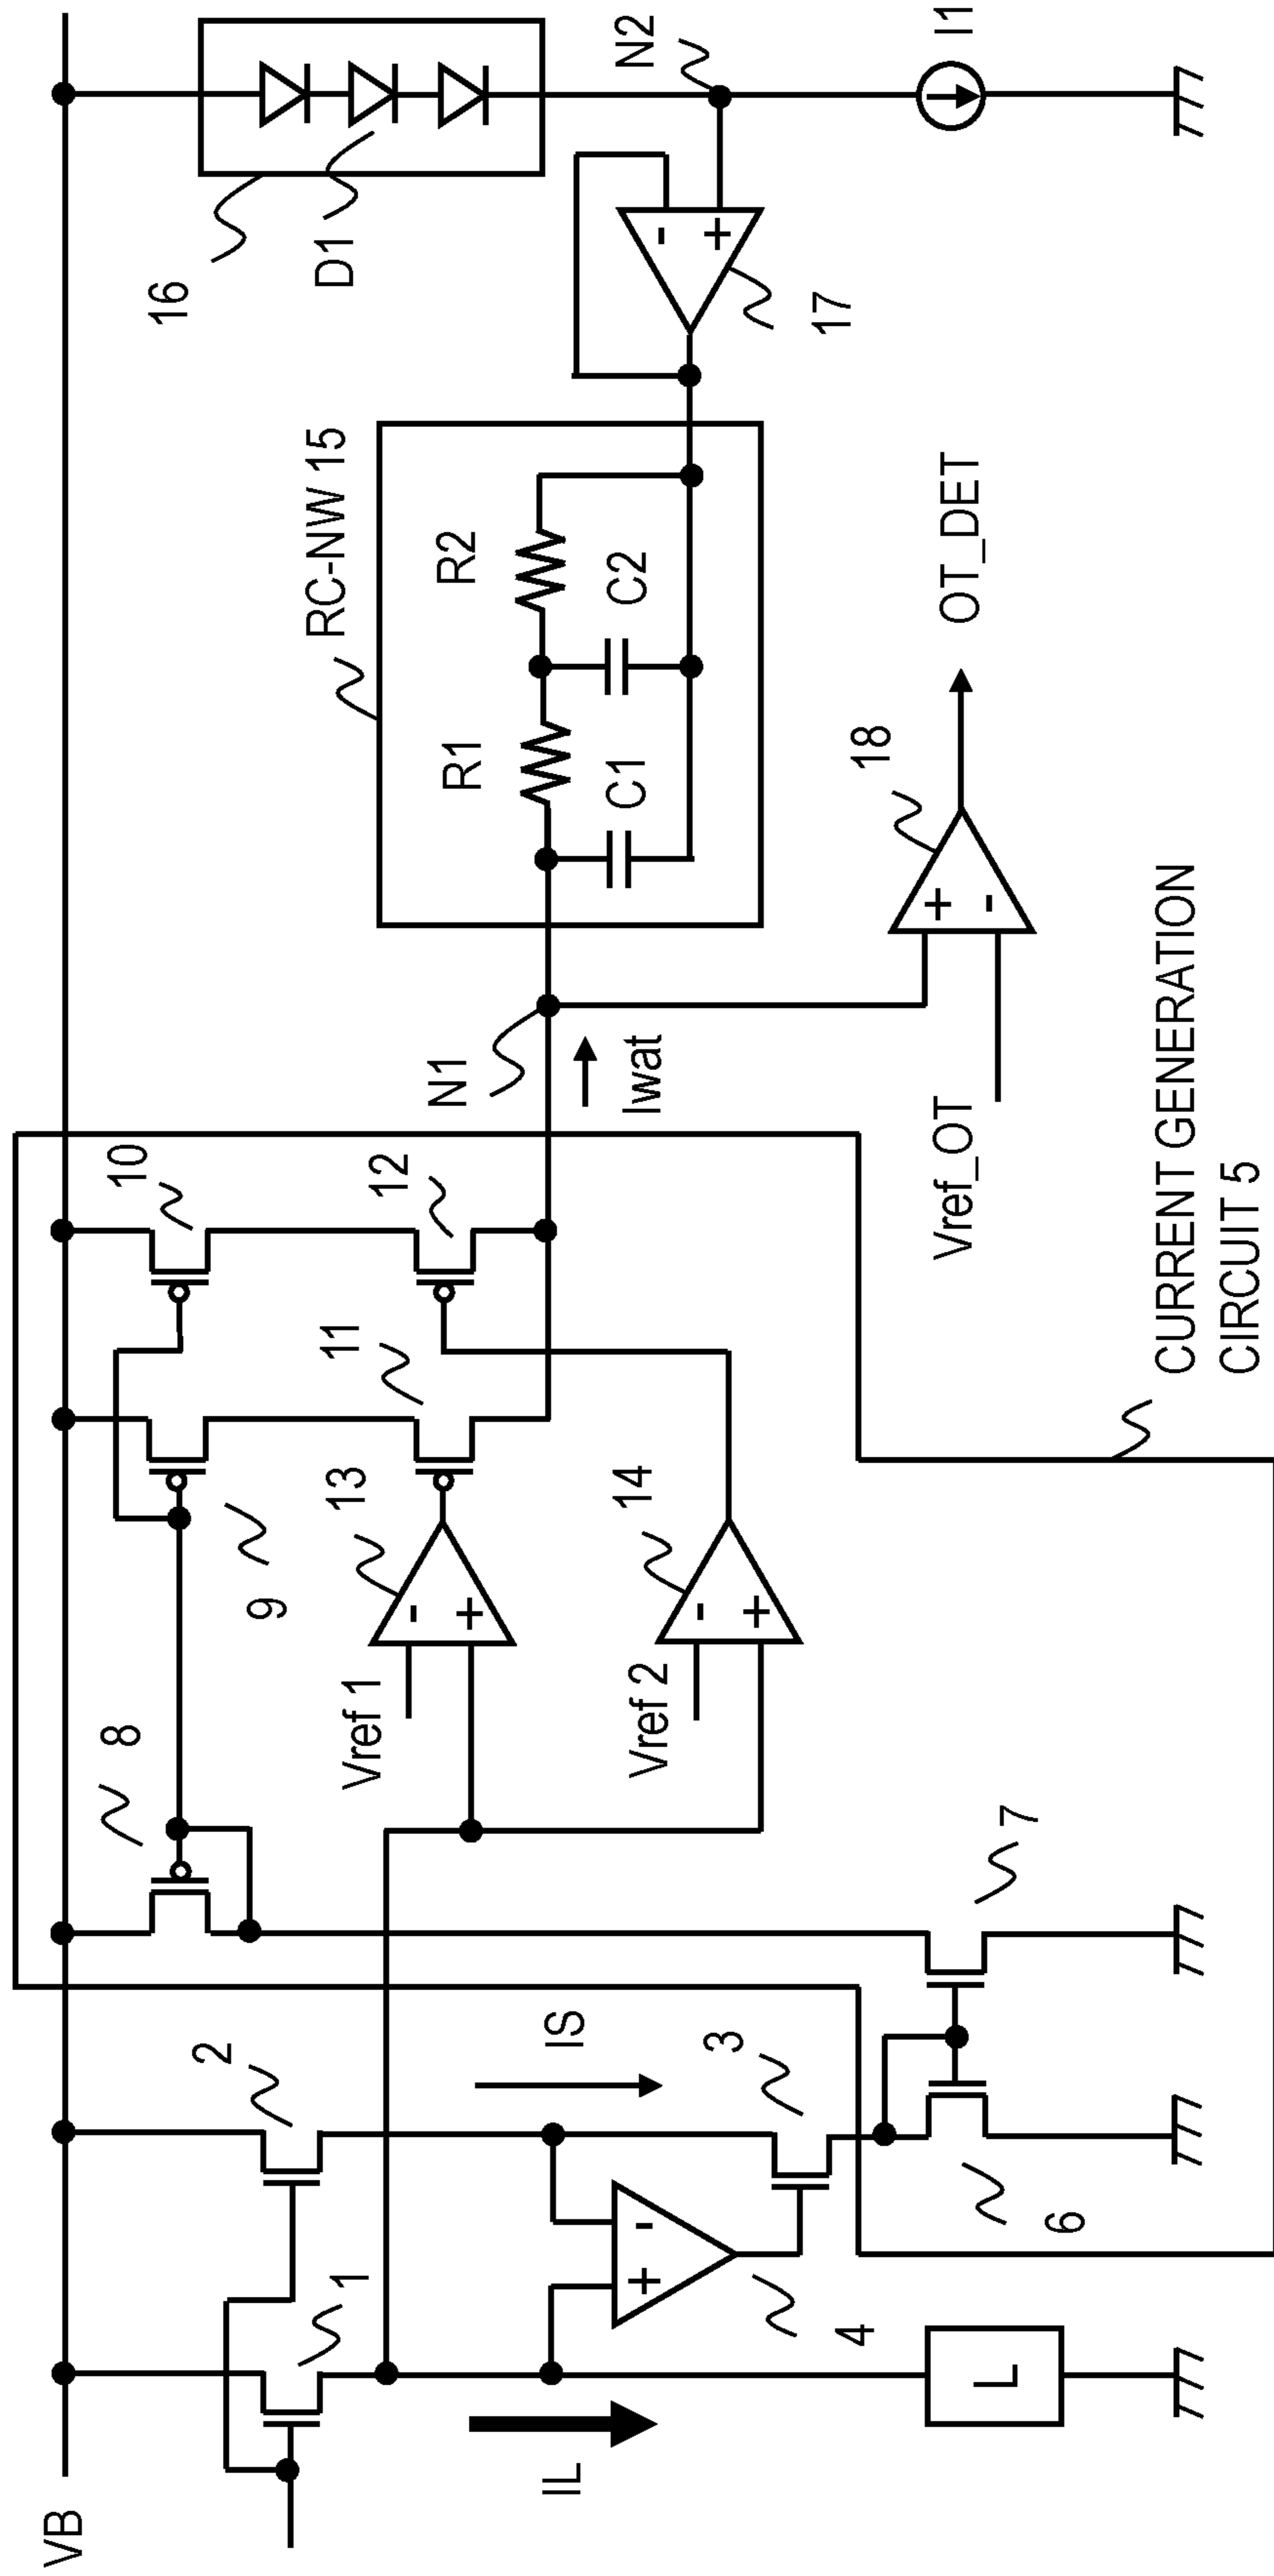 VB
IL
1
2
IS
4
L
3
6
7
8
9
10
11
12
Vref 1
13
- +
Vref 2
14
- +
+ -
CURRENT GENERATION
CIRCUIT 5
N1
Iwat
Vref_OT
18
+ -
OT_DET
RC-NW 15
R1
R2
C1
C2
16
D1
17
- +
N2
I1